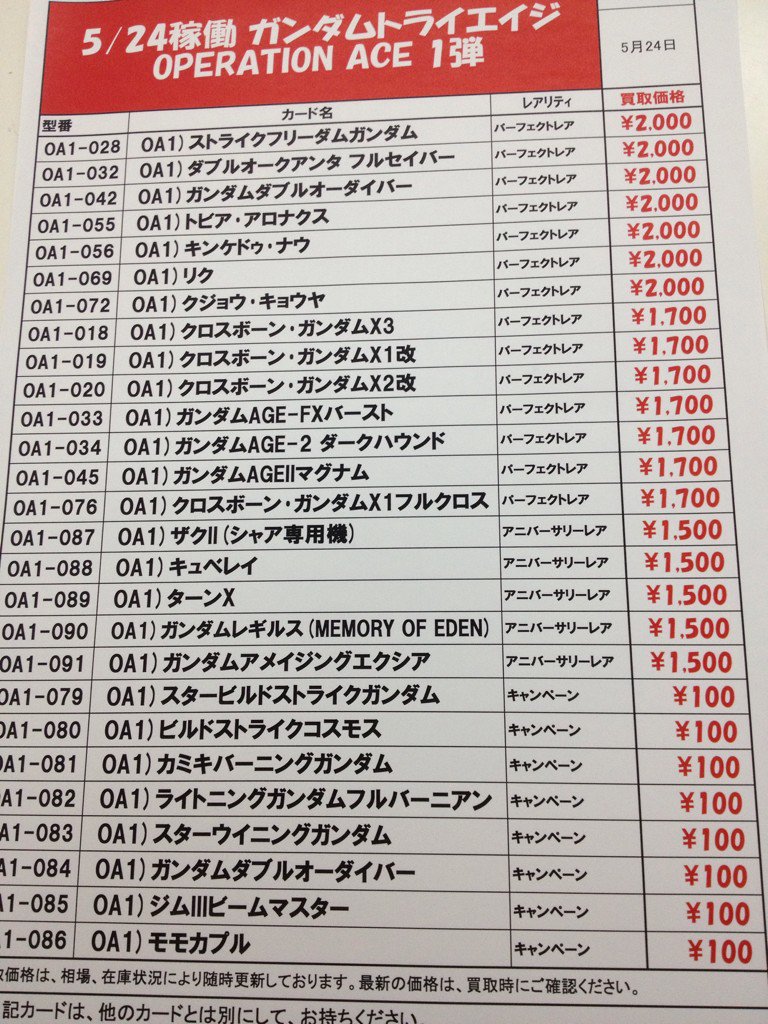 5/24稼働 ガンダムトライエイジ
OPERATION ACE 1弾
5月24日
型番 カード名 レアリティ 買取価格
OA1-028 OA1)ストライクフリーダムガンダム パーフェクトレア ¥2,000
OA1-032 OA1)ダブルオークアンタ フルセイバー パーフェクトレア ¥2,000
OA1-042 OA1)ガンダムダブルオーダイバー パーフェクトレア ¥2,000
OA1-055 OA1)トビア・アロナクス パーフェクトレア ¥2,000
OA1-056 OA1)キンケドゥ・ナウ パーフェクトレア ¥2,000
OA1-069 OA1)リク パーフェクトレア ¥2,000
OA1-072 OA1)クジョウ・キョウヤ パーフェクトレア ¥2,000
OA1-018 OA1)クロスボーン・ガンダムX3 パーフェクトレア ¥1,700
OA1-019 OA1)クロスボーン・ガンダムX1改 パーフェクトレア ¥1,700
OA1-020 OA1)クロスボーン・ガンダムX2改 パーフェクトレア ¥1,700
OA1-033 OA1)ガンダムAGE-FXバースト パーフェクトレア ¥1,700
OA1-034 OA1)ガンダムAGE-2 ダークハウンド パーフェクトレア ¥1,700
OA1-045 OA1)ガンダムAGEⅡマグナム パーフェクトレア ¥1,700
OA1-076 OA1)クロスボーン・ガンダムX1フルクロス パーフェクトレア ¥1,700
OA1-087 OA1)ザクⅡ(シャア専用機) アニバーサリーレア ¥1,500
OA1-088 OA1)キュベレイ アニバーサリーレア ¥1,500
OA1-089 OA1)ターンX アニバーサリーレア ¥1,500
OA1-090 OA1)ガンダムレギルス(MEMORY OF EDEN) アニバーサリーレア ¥1,500
OA1-091 OA1)ガンダムアメイジングエクシア アニバーサリーレア ¥1,500
OA1-079 OA1)スタービルドストライクガンダム キャンペーン ¥100
OA1-080 OA1)ビルドストライクコスモス キャンペーン ¥100
A1-081 OA1)カミキバーニングガンダム キャンペーン ¥100
A1-082 OA1)ライトニングガンダムフルバーニアン キャンペーン ¥100
A1-083 OA1)スターウイニングガンダム キャンペーン ¥100
A1-084 OA1)ガンダムダブルオーダイバー キャンペーン ¥100
A1-085 OA1)ジムⅢビームマスター キャンペーン ¥100
1-086 OA1)モモカプル キャンペーン ¥100
取価格は、相場、在庫状況により随時更新しております。最新の価格は、買取時にご確認ください。
記カードは、他のカードとは別にして、お持ちください。